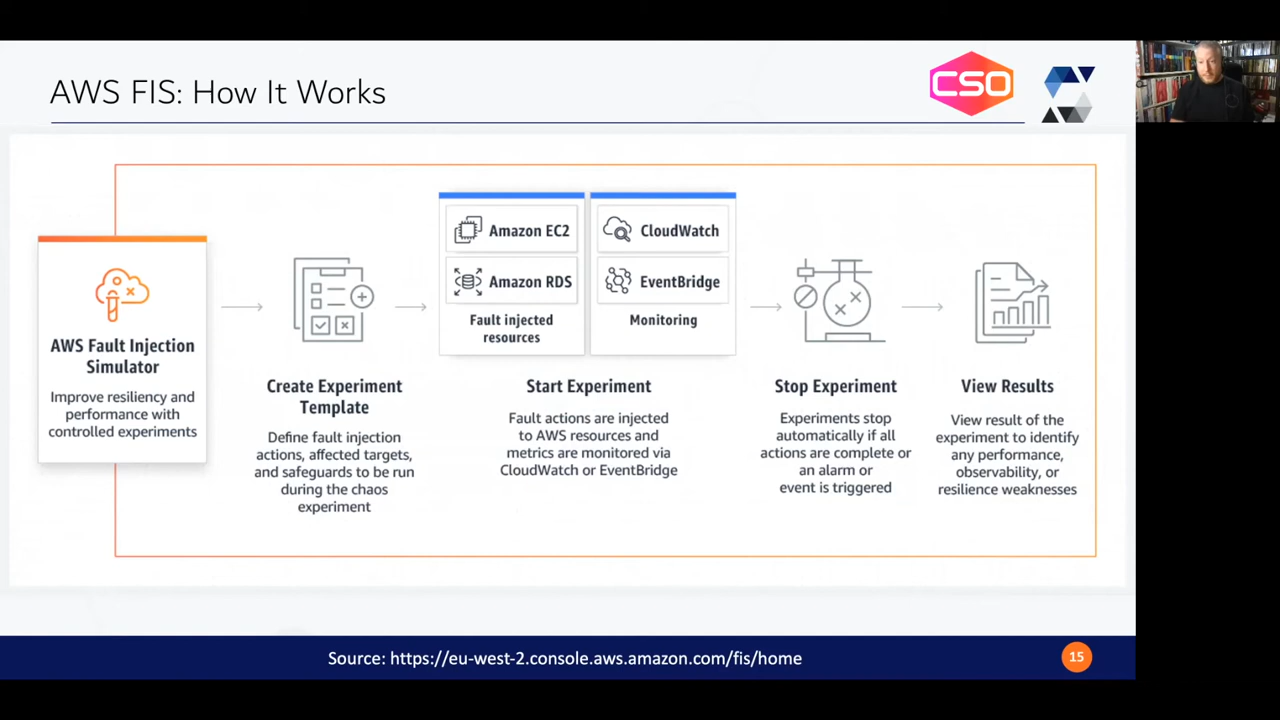 AWS FIS: How It Works
CSO
AWS Fault Injection
Simulator
Improve resiliency and
performance with
controlled experiments
Create Experiment
Template
Define fault injection
actions, affected targets,
and safeguards to be run
during the chaos
experiment
Amazon EC2
Amazon RDS
Fault injected
resources
CloudWatch
EventBridge
Monitoring
Start Experiment
Fault actions are injected
to AWS resources and
metrics are monitored via
CloudWatch or EventBridge
Stop Experiment
Experiments stop
automatically if all
actions are complete or
an alarm or
event is triggered
View Results
View result of the
experiment to identify
any performance,
observability, or
resilience weaknesses
Source: https://eu-west-2.console.aws.amazon.com/fis/home
15